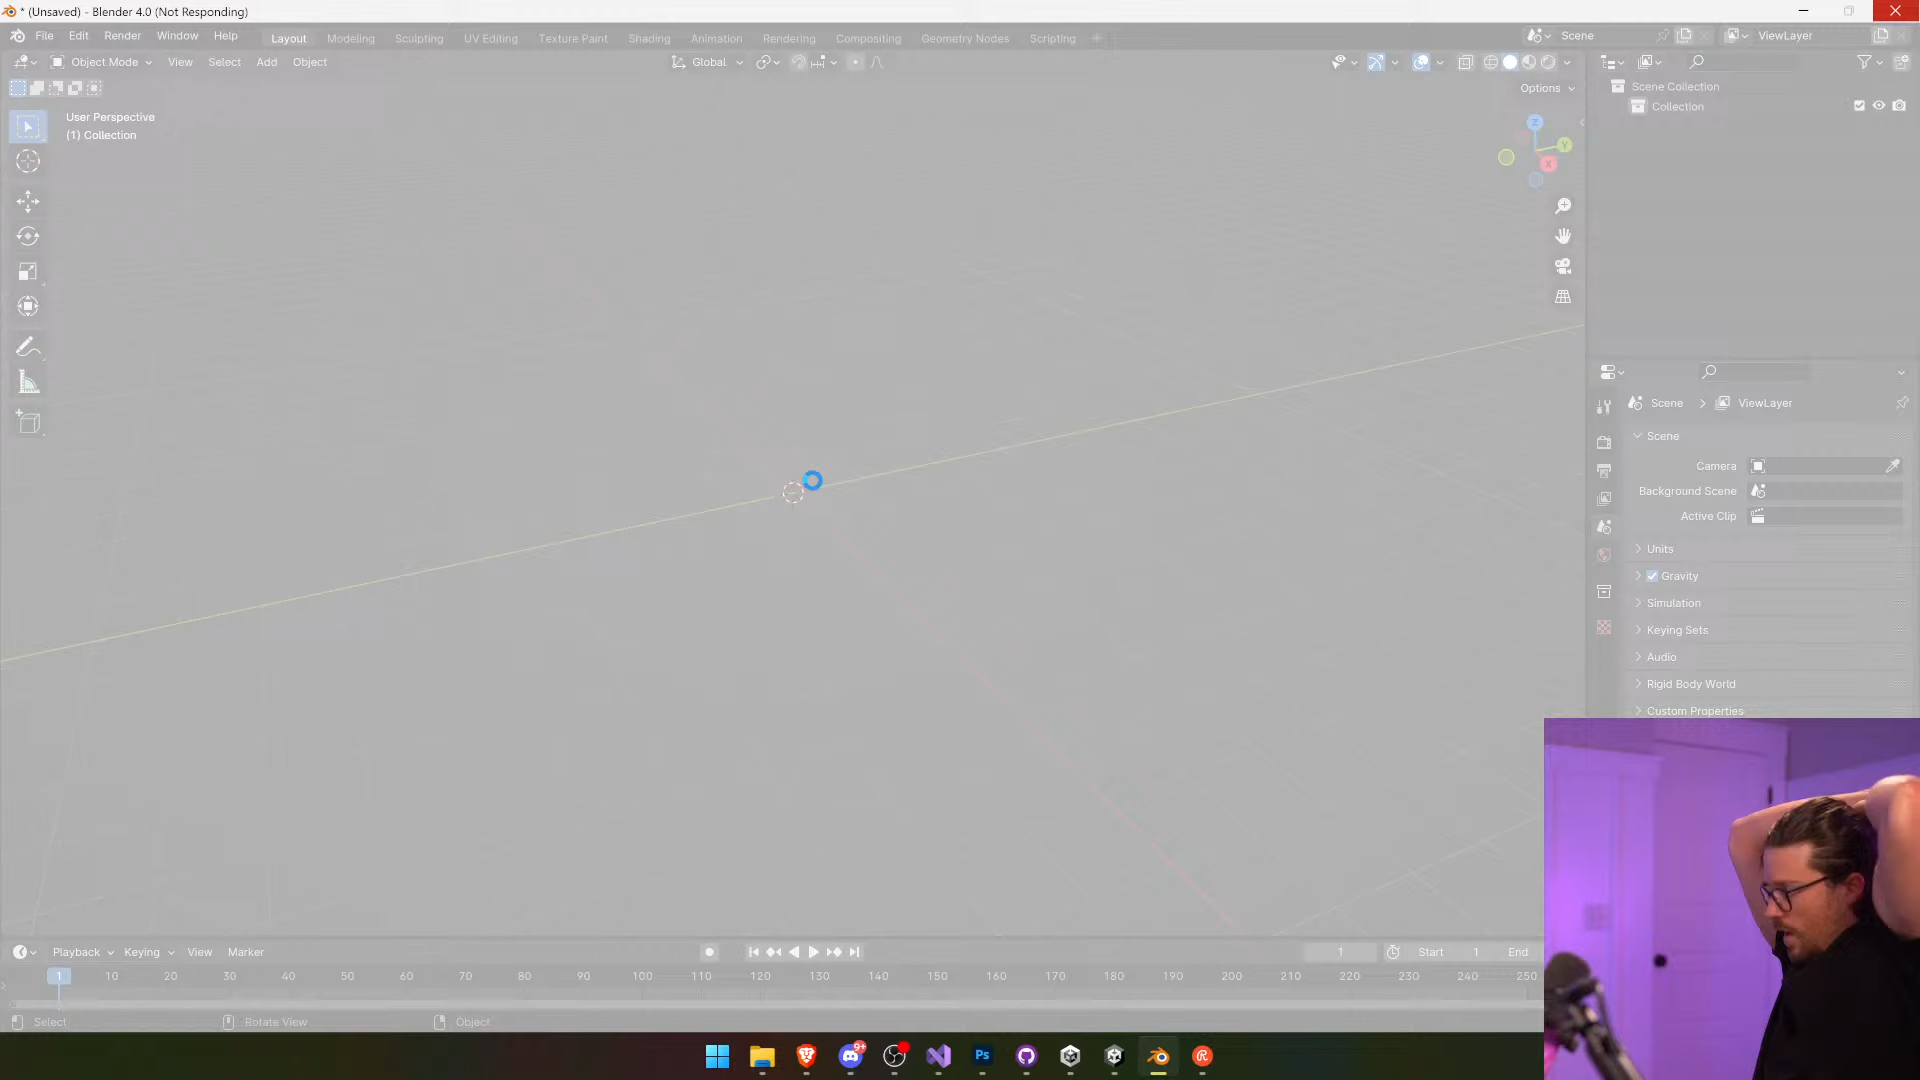 * (Unsaved) - Blender 4.0 (Not Responding)
File Edit Render Window Help Layout Modeling Sculpting UV Editing Texture Paint Shading Animation Rendering Compositing Geometry Nodes Scripting + Scene ViewLayer
Object Mode View Select Add Object Global
Options
User Perspective
(1) Collection
Z
Y
X
Scene Collection
Collection
Scene > ViewLayer
Scene
Camera
Background Scene
Active Clip
Units
Gravity
Simulation
Keying Sets
Audio
Rigid Body World
Custom Properties
Playback Keying View Marker 1 Start 1 End
1 10 20 30 40 50 60 70 80 90 100 110 120 130 140 150 160 170 180 190 200 210 220 230 240 250
Select Rotate View Object
9+
Ps
R